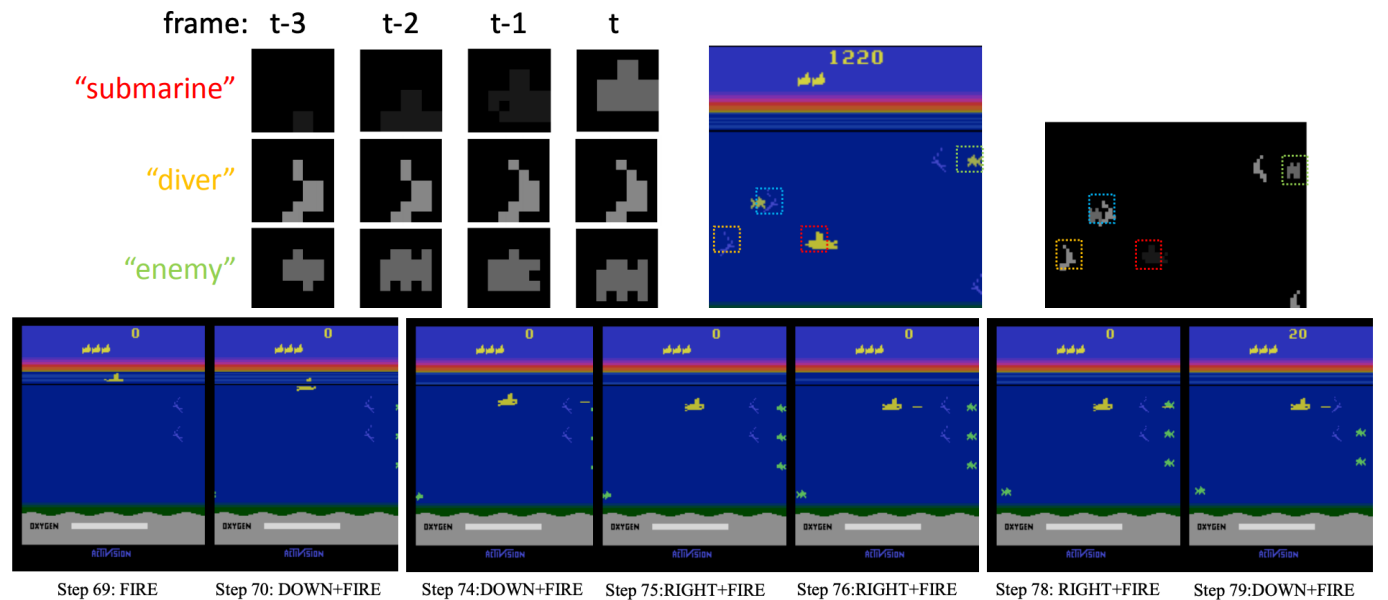 frame: t-3 t-2 t-1 t
“submarine”
“diver”
“enemy”
1220
0 0 0 0 0 0 20
OXYGEN OXYGEN OXYGEN OXYGEN OXYGEN OXYGEN OXYGEN
ACTIVISION ACTIVISION ACTIVISION ACTIVISION ACTIVISION ACTIVISION ACTIVISION
Step 69: FIRE Step 70: DOWN+FIRE Step 74:DOWN+FIRE Step 75:RIGHT+FIRE Step 76:RIGHT+FIRE Step 78: RIGHT+FIRE Step 79:DOWN+FIRE